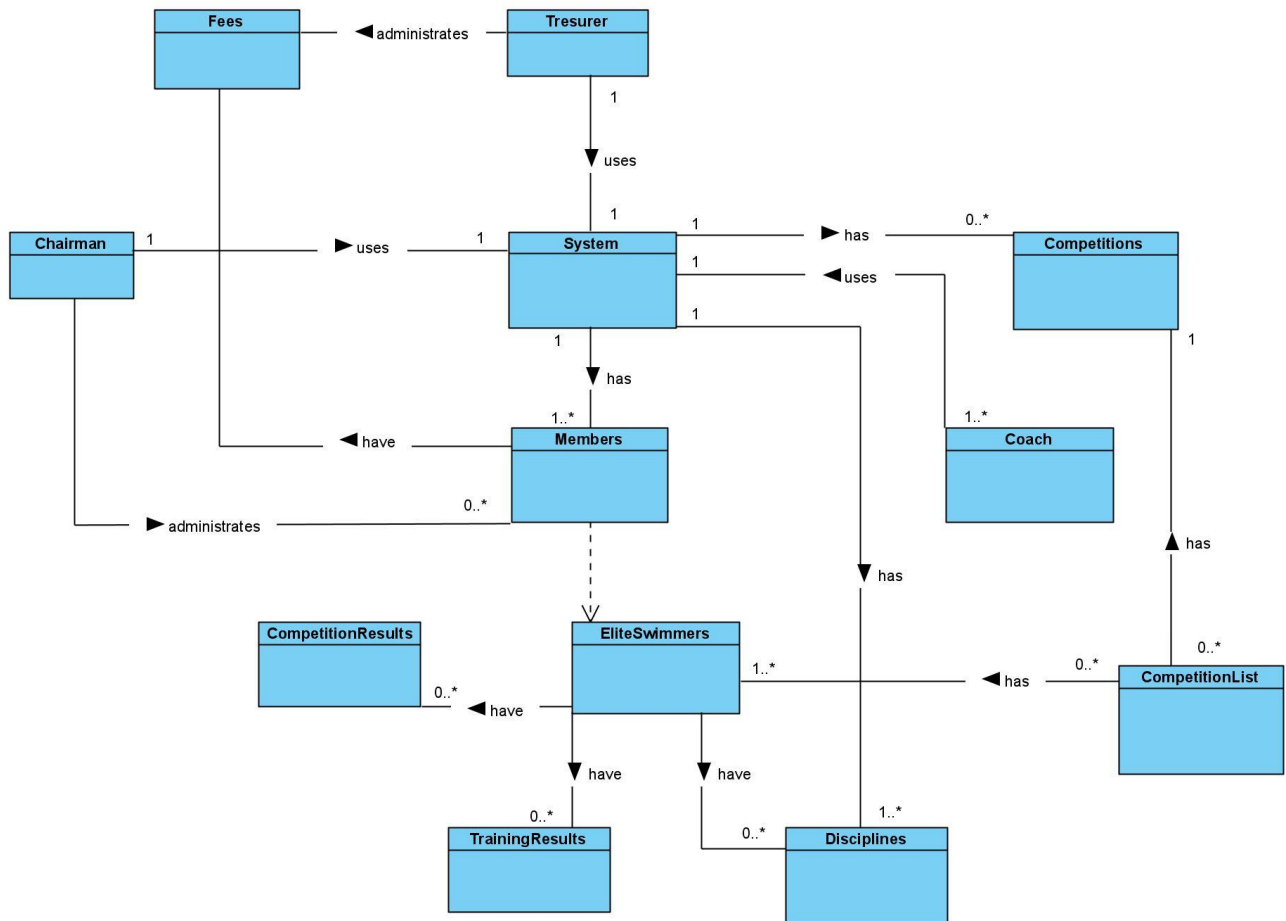 Fees
Tresurer
administrates
1
uses
1
Chairman
1
uses
1
System
1
has
0..*
Competitions
1
uses
1
1
1
has
1..*
Members
1..*
Coach
have
0..*
administrates
has
has
CompetitionResults
EliteSwimmers
1..*
has
0..*
0..*
CompetitionList
0..*
have
have
have
0..*
TrainingResults
0..*
1..*
Disciplines